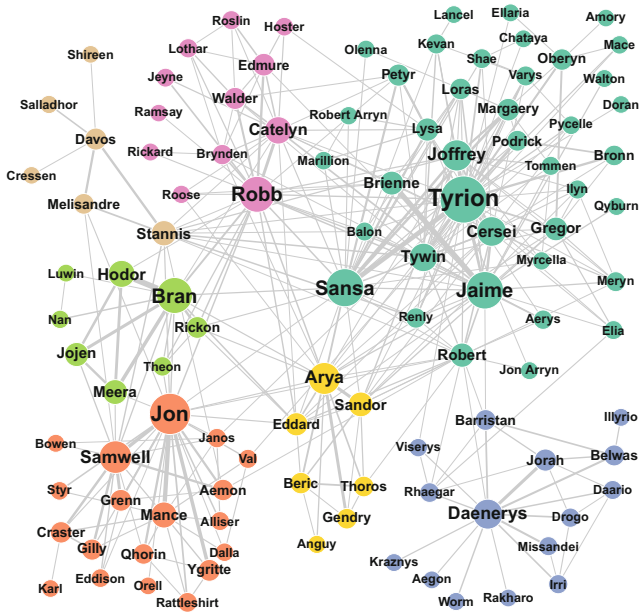 Lancel
Ellaria
Amory
Roslin
Hoster
Kevan
Chataya
Mace
Lothar
Olenna
Shae
Oberyn
Shireen
Edmure
Petyr
Varys
Walton
Jeyne
Loras
Walder
Doran
Salladhor
Robert Arryn
Margaery
Ramsay
Catelyn
Lysa
Pycelle
Davos
Podrick
Rickard
Brynden
Marillion
Joffrey
Bronn
Tommen
Cressen
Brienne
Roose
Robb
Tyrion
Ilyn
Melisandre
Qyburn
Stannis
Balon
Cersei
Gregor
Tywin
Myrcella
Luwin
Hodor
Bran
Sansa
Jaime
Meryn
Nan
Rickon
Renly
Aerys
Elia
Jojen
Theon
Robert
Jon Arryn
Meera
Arya
Sandor
Jon
Eddard
Barristan
Illyrio
Bowen
Janos
Viserys
Samwell
Val
Jorah
Belwas
Styr
Beric
Thoros
Rhaegar
Daario
Grenn
Aemon
Craster
Mance
Alliser
Gendry
Daenerys
Drogo
Gilly
Qhorin
Dalla
Anguy
Missandei
Eddison
Ygritte
Kraznys
Karl
Orell
Aegon
Irri
Rattleshirt
Worm
Rakharo